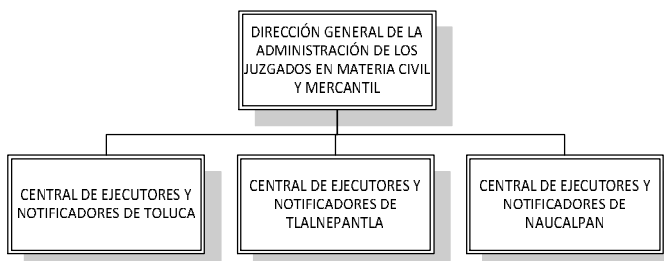 DIRECCIÓN GENERAL DE LA
ADMINISTRACIÓN DE LOS
JUZGADOS EN MATERIA CIVIL
Y MERCANTIL
CENTRAL DE EJECUTORES Y
NOTIFICADORES DE TOLUCA
CENTRAL DE EJECUTORES Y
NOTIFICADORES DE
TLALNEPANTLA
CENTRAL DE EJECUTORES Y
NOTIFICADORES DE
NAUCALPAN